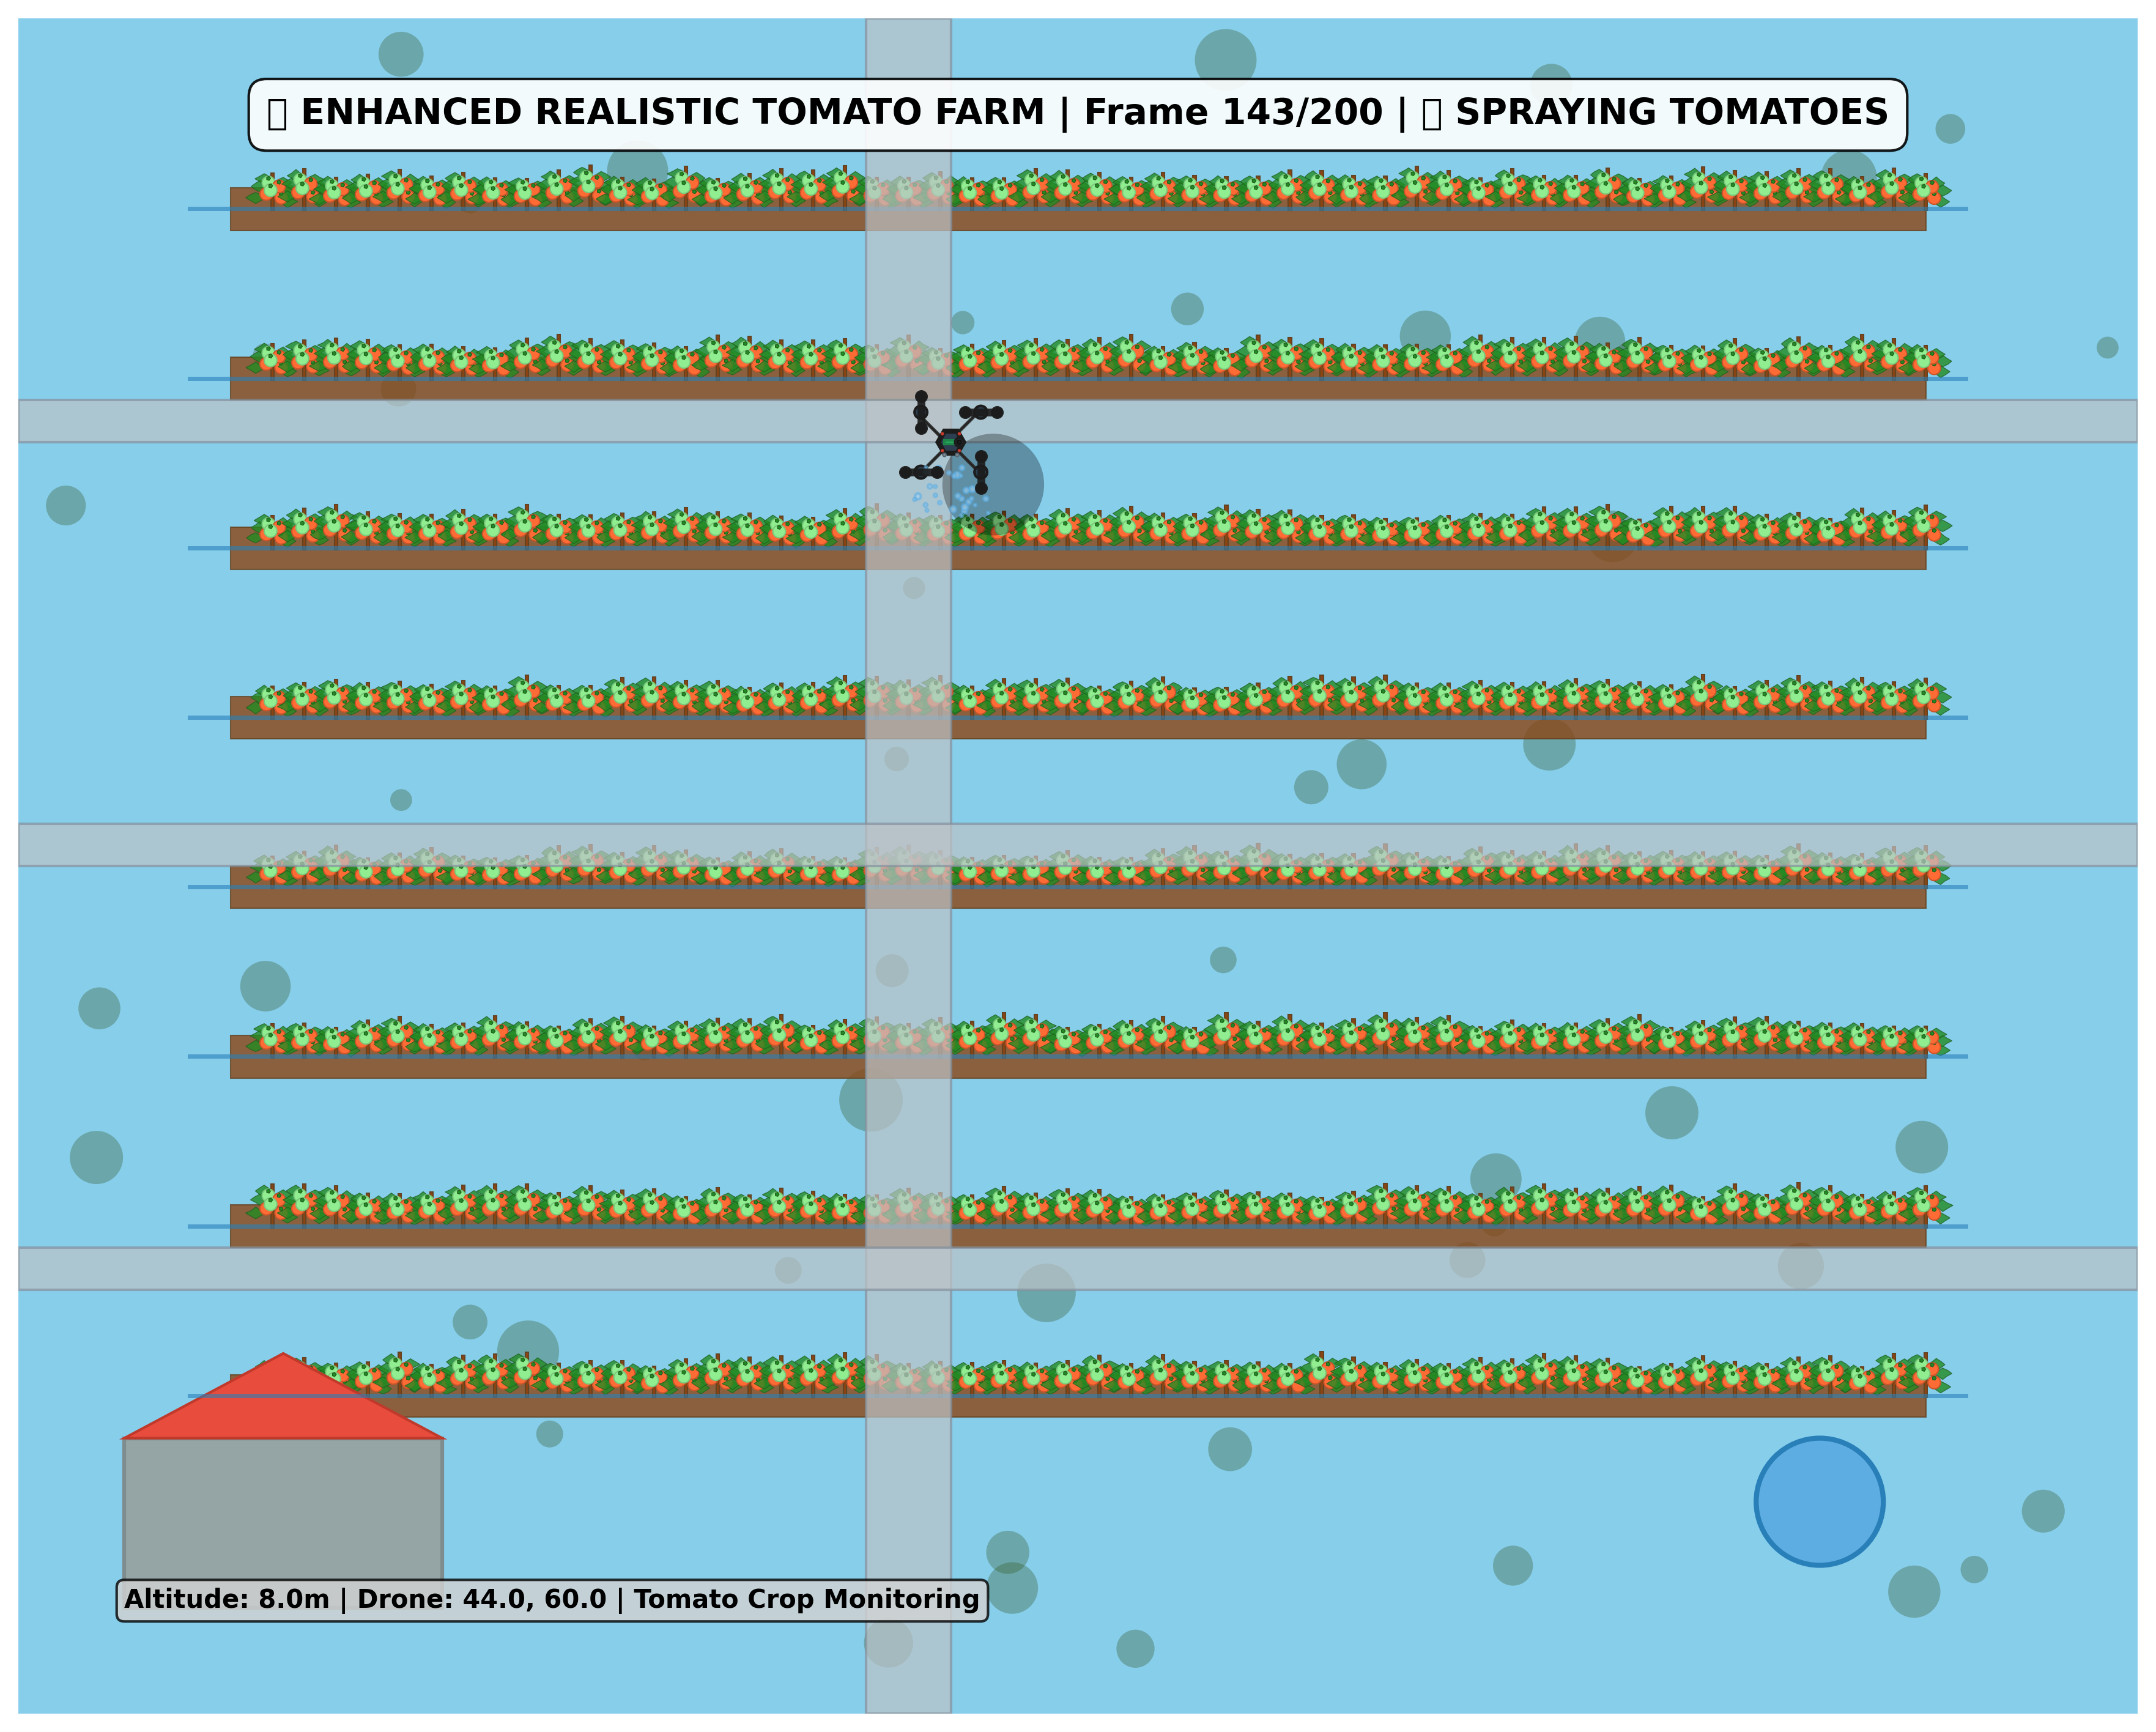 ▯ ENHANCED REALISTIC TOMATO FARM | Frame 143/200 | ▯ SPRAYING TOMATOES
Altitude: 8.0m | Drone: 44.0, 60.0 | Tomato Crop Monitoring